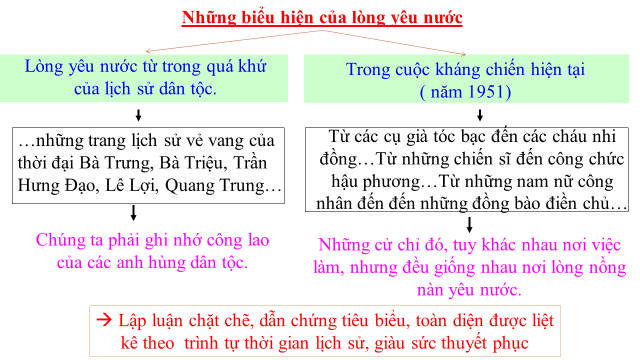 Những biểu hiện của lòng yêu nước
Lòng yêu nước từ trong quá khứ
của lịch sử dân tộc.
…những trang lịch sử vẻ vang của
thời đại Bà Trưng, Bà Triệu, Trần
Hưng Đạo, Lê Lợi, Quang Trung…
Chúng ta phải ghi nhớ công lao
của các anh hùng dân tộc.
Trong cuộc kháng chiến hiện tại
( năm 1951)
Từ các cụ già tóc bạc đến các cháu nhi
đồng…Từ những chiến sĩ đến công chức
hậu phương…Từ những nam nữ công
nhân đến đến những đồng bào điền chủ…
Những cử chỉ đó, tuy khác nhau nơi việc
làm, nhưng đều giống nhau nơi lòng nồng
nàn yêu nước.
→ Lập luận chặt chẽ, dẫn chứng tiêu biểu, toàn diện được liệt
kê theo trình tự thời gian lịch sử, giàu sức thuyết phục